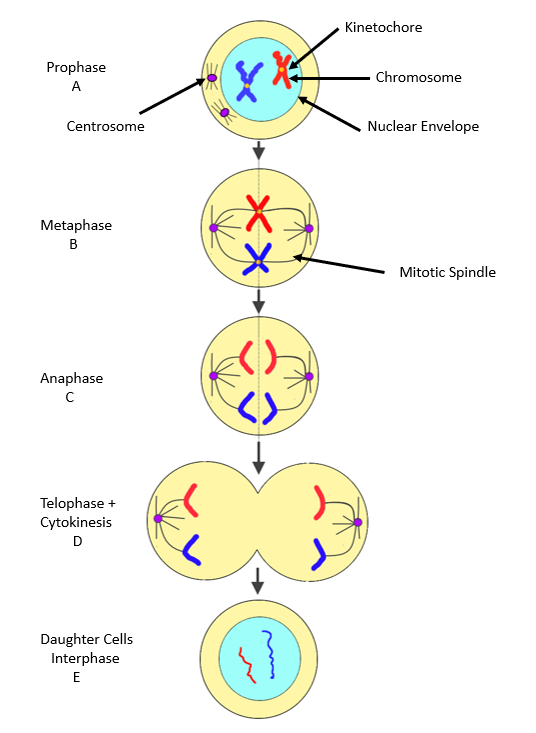 Kinetochore
Prophase
A
Chromosome
Centrosome
Nuclear Envelope
Metaphase
B
Mitotic Spindle
Anaphase
C
Telophase +
Cytokinesis
D
Daughter Cells
Interphase
E